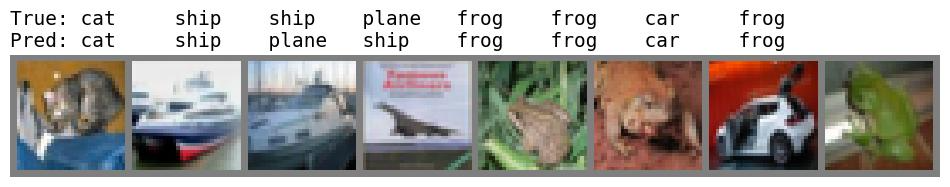 True: cat ship ship plane frog frog car frog
Pred: cat ship plane ship frog frog car frog